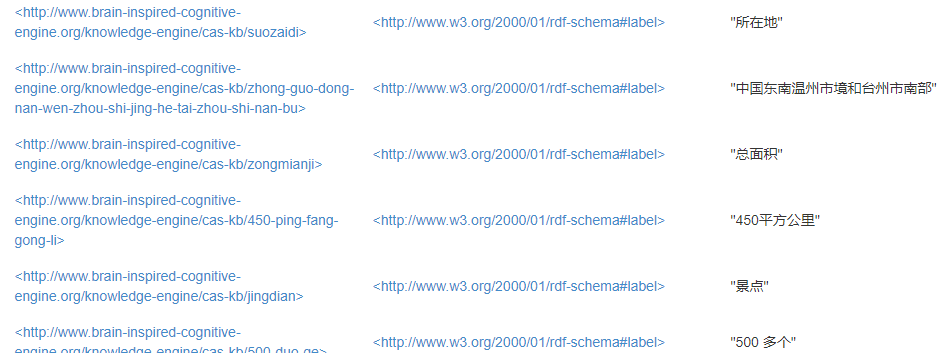 <http://www.brain-inspired-cognitive-
engine.org/knowledge-engine/cas-kb/suozaidi>
<http://www.w3.org/2000/01/rdf-schema#label>
"所在地"
<http://www.brain-inspired-cognitive-
engine.org/knowledge-engine/cas-kb/zhong-guo-dong-
nan-wen-zhou-shi-jing-he-tai-zhou-shi-nan-bu>
<http://www.w3.org/2000/01/rdf-schema#label>
"中国东南温州市境和台州市南部"
<http://www.brain-inspired-cognitive-
engine.org/knowledge-engine/cas-kb/zongmianji>
<http://www.w3.org/2000/01/rdf-schema#label>
"总面积"
<http://www.brain-inspired-cognitive-
engine.org/knowledge-engine/cas-kb/450-ping-fang-
gong-li>
<http://www.w3.org/2000/01/rdf-schema#label>
"450平方公里"
<http://www.brain-inspired-cognitive-
engine.org/knowledge-engine/cas-kb/jingdian>
<http://www.w3.org/2000/01/rdf-schema#label>
"景点"
<http://www.brain-inspired-cognitive-
engine.org/knowledge-engine/cas-kb/500-duo-ge>
<http://www.w3.org/2000/01/rdf-schema#label>
"500 多个"